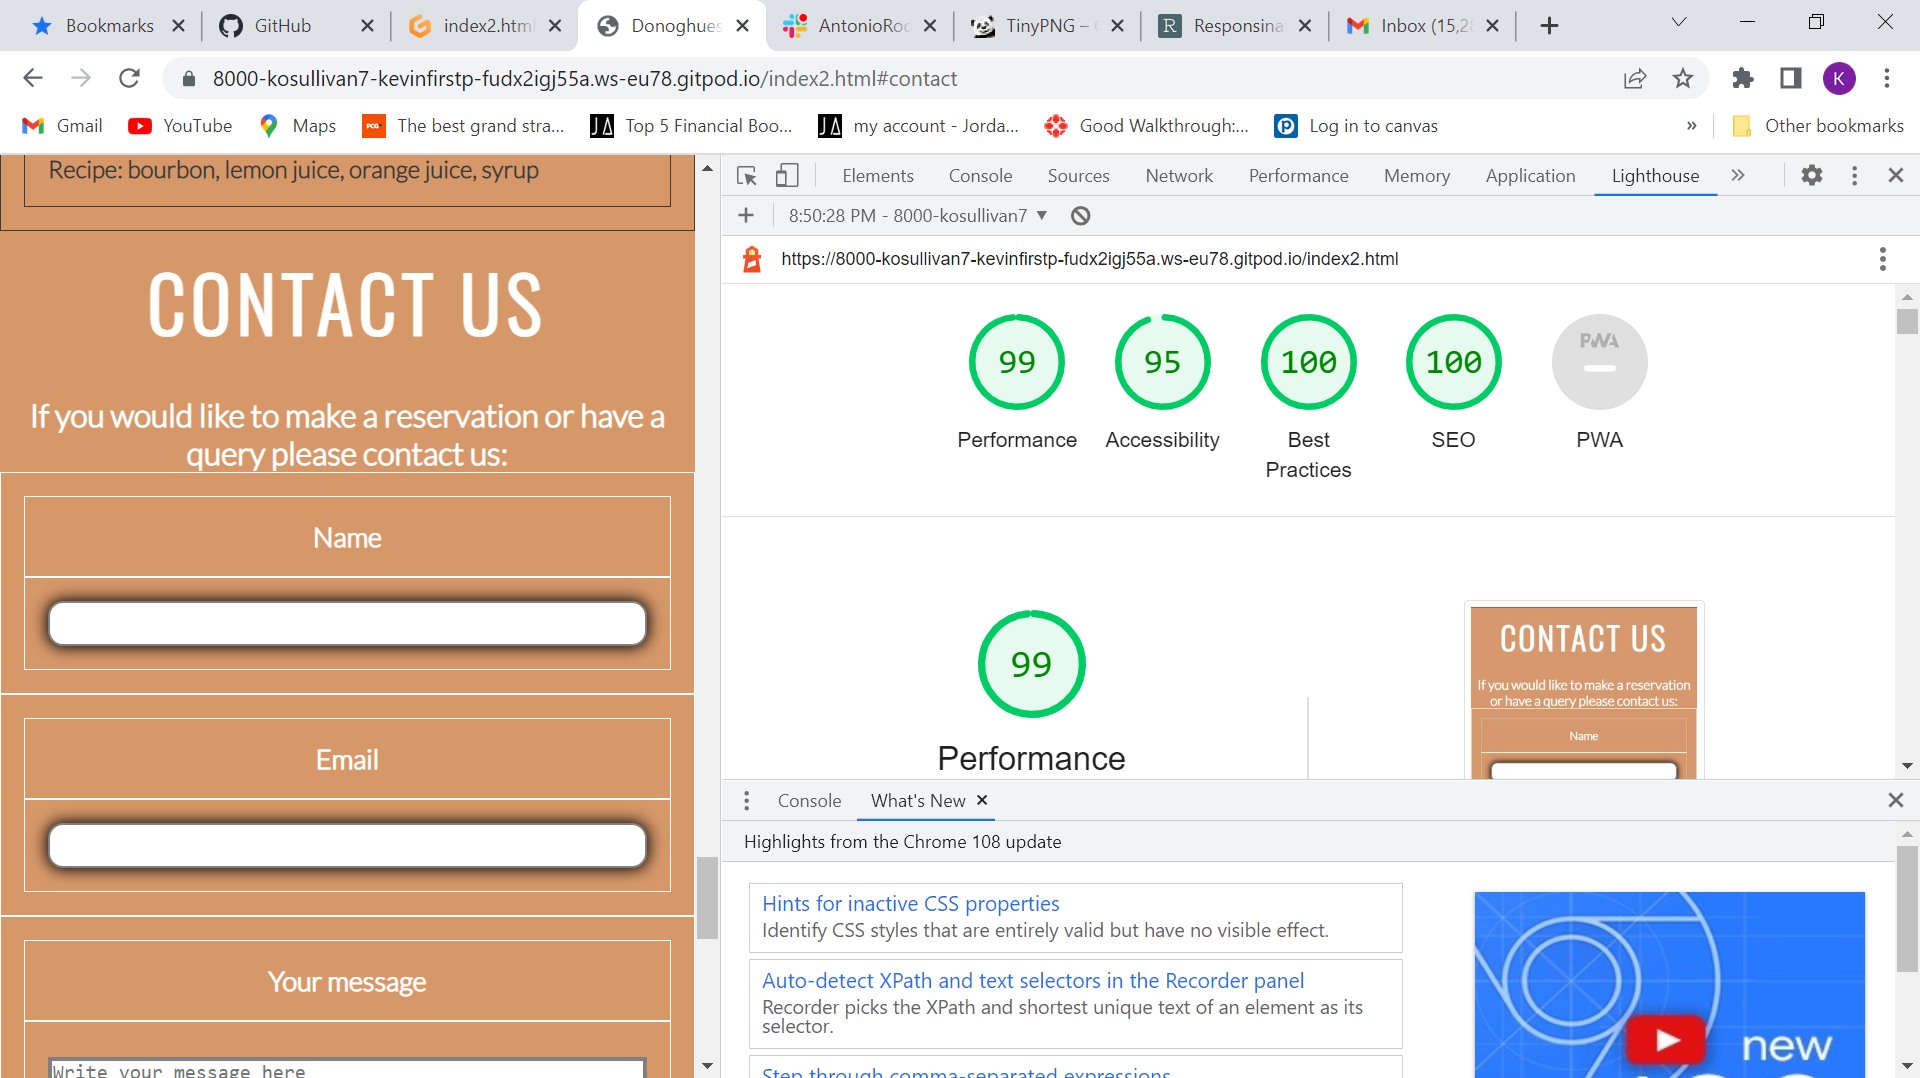 Bookmarks GitHub index2.html Donoghues AntonioRoc TinyPNG – Responsina Inbox (15,2
8000-kosullivan7-kevinfirstp-fudx2igj55a.ws-eu78.gitpod.io/index2.html#contact K
Gmail YouTube Maps The best grand stra... Top 5 Financial Boo... my account - Jorda... Good Walkthrough:... Log in to canvas » Other bookmarks
Recipe: bourbon, lemon juice, orange juice, syrup
CONTACT US
If you would like to make a reservation or have a
query please contact us:
Name
Email
Your message
Write your message here
Elements Console Sources Network Performance Memory Application Lighthouse »
8:50:28 PM - 8000-kosullivan7
https://8000-kosullivan7-kevinfirstp-fudx2igj55a.ws-eu78.gitpod.io/index2.html
99 95 100 100 PWA
Performance Accessibility Best Practices SEO PWA
99
Performance
CONTACT US
If you would like to make a reservation
or have a query please contact us:
Name
Console What's New
Highlights from the Chrome 108 update
Hints for inactive CSS properties
Identify CSS styles that are entirely valid but have no visible effect.
Auto-detect XPath and text selectors in the Recorder panel
Recorder picks the XPath and shortest unique text of an element as its
selector.
Step through comma-separated expressions
new